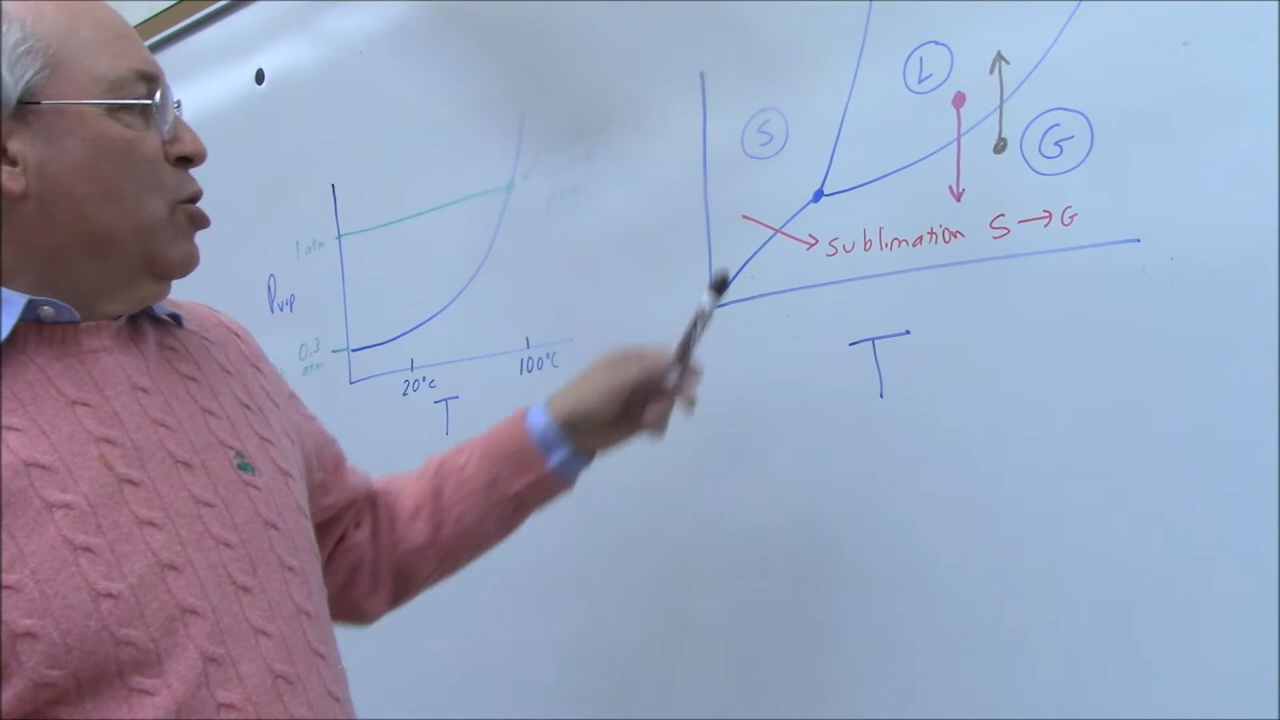 1 atm
Pvap
0.3
atm
20°C
100°C
T
S
L
G
sublimation S → G
T